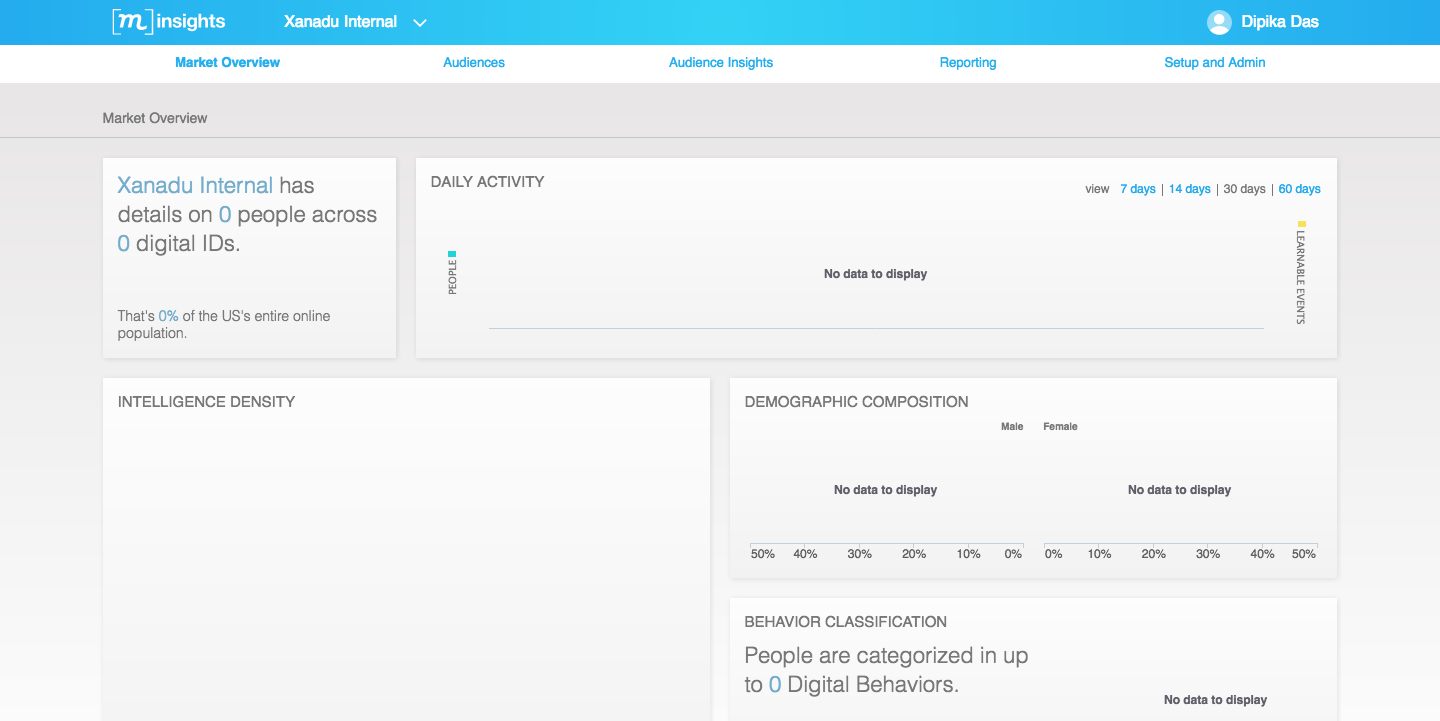 [m] insights
Xanadu Internal
Dipika Das
Market Overview
Audiences
Audience Insights
Reporting
Setup and Admin
Market Overview
Xanadu Internal has
details on 0 people across
0 digital IDs.
That's 0% of the US's entire online
population.
DAILY ACTIVITY
view 7 days | 14 days | 30 days | 60 days
PEOPLE
No data to display
LEARNABLE EVENTS
INTELLIGENCE DENSITY
DEMOGRAPHIC COMPOSITION
Male Female
No data to display
No data to display
50% 40% 30% 20% 10% 0%
0% 10% 20% 30% 40% 50%
BEHAVIOR CLASSIFICATION
People are categorized in up
to 0 Digital Behaviors.
No data to display